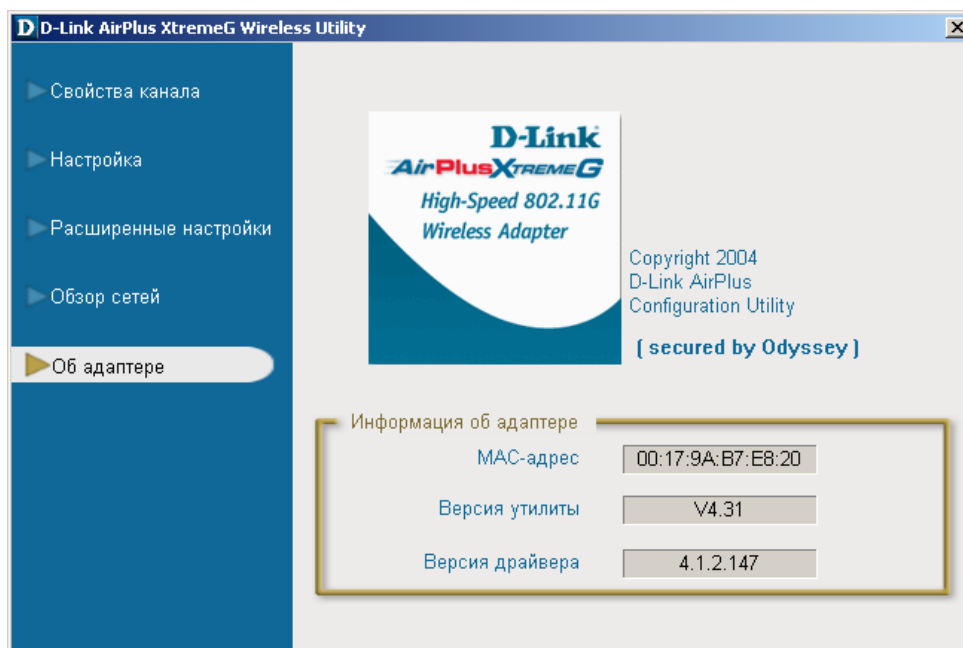 D D-Link AirPlus XtremeG Wireless Utility
Свойства канала
Настройка
Расширенные настройки
Обзор сетей
Об адаптере
D-Link
AirPlusXTREMEG
High-Speed 802.11G
Wireless Adapter
Copyright 2004
D-Link AirPlus
Configuration Utility
( secured by Odyssey )
Информация об адаптере
MAC-адрес 00:17:9A:B7:E8:20
Версия утилиты V4.31
Версия драйвера 4.1.2.147